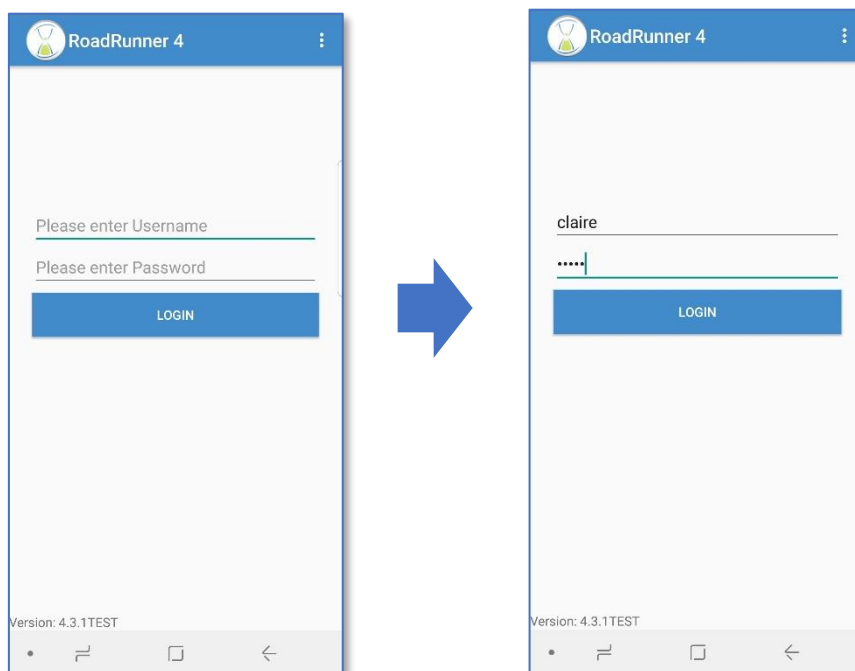 RoadRunner 4
Please enter Username
Please enter Password
LOGIN
Version: 4.3.1TEST
RoadRunner 4
claire
•••••
LOGIN
Version: 4.3.1TEST